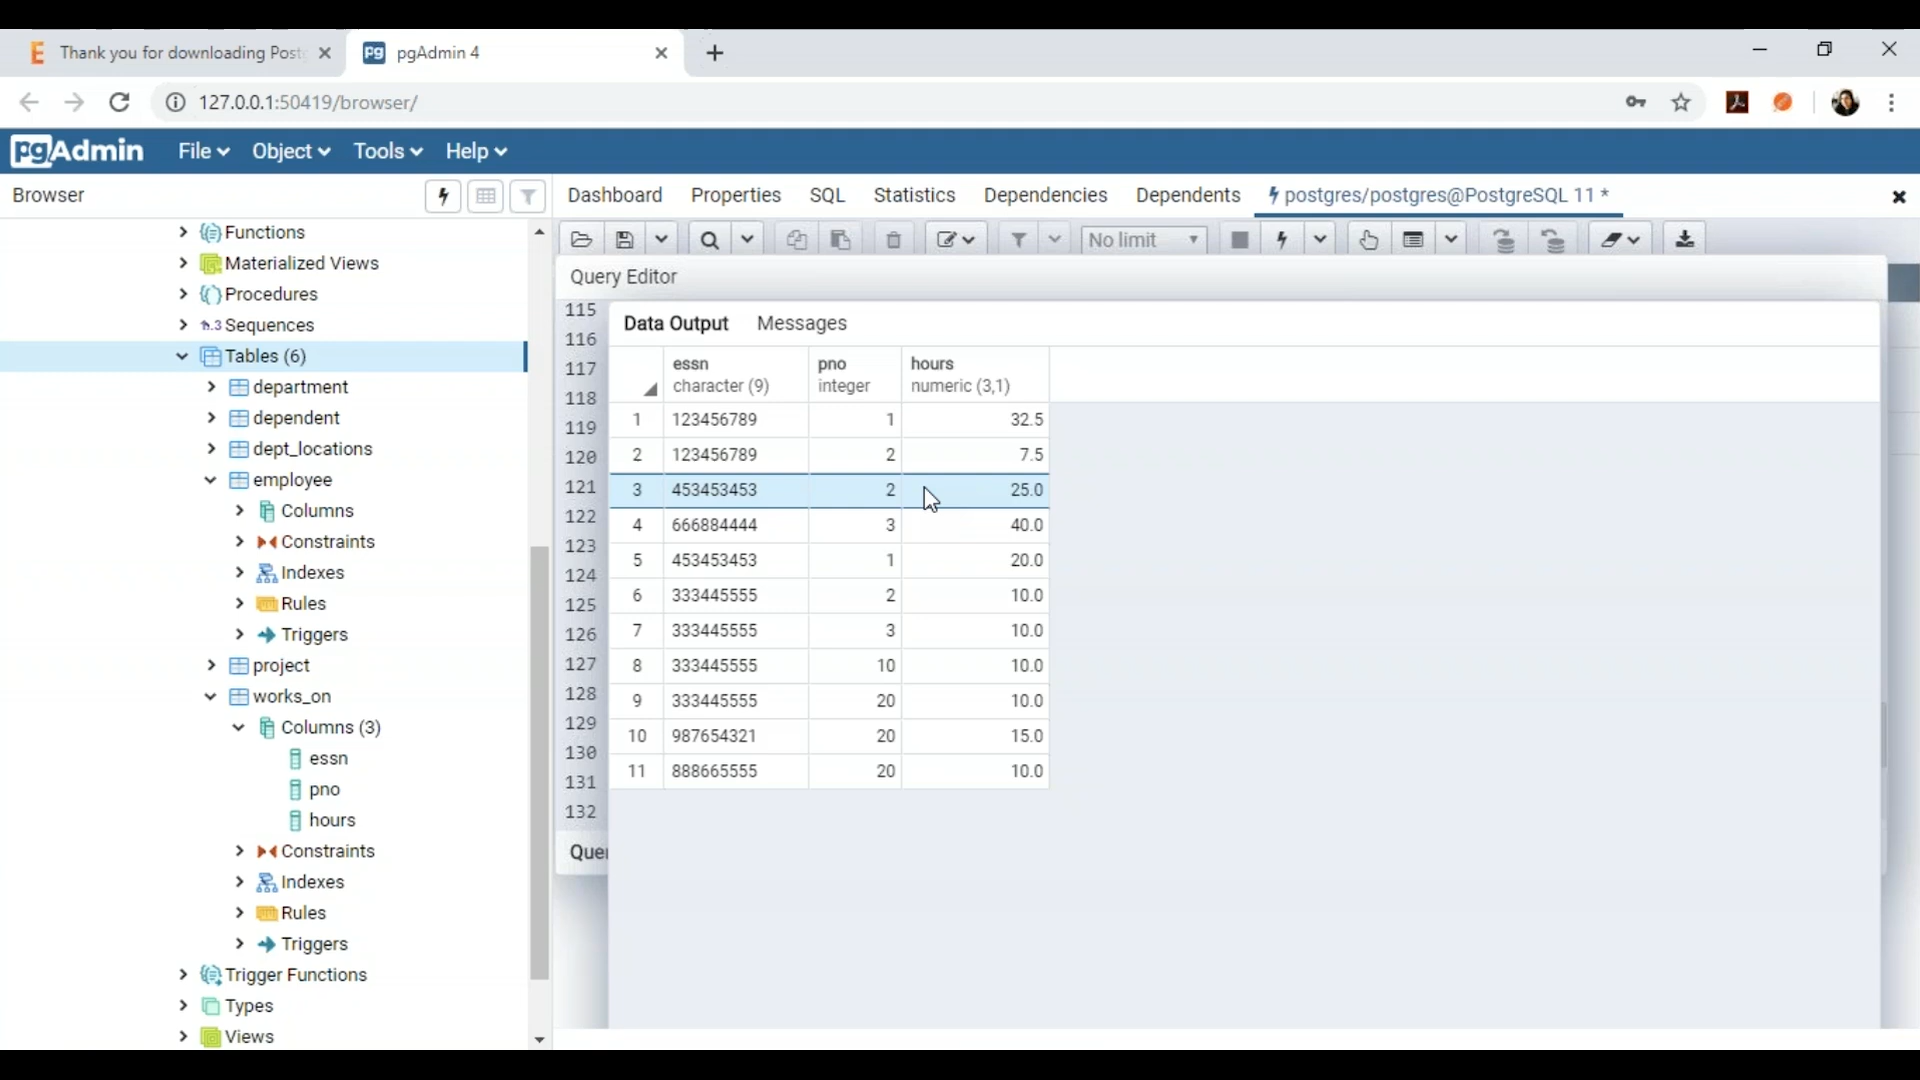 Thank you for downloading Post
pgAdmin 4
127.0.0.1:50419/browser/
pgAdmin File Object Tools Help
Browser
Dashboard Properties SQL Statistics Dependencies Dependents postgres/postgres@PostgreSQL 11 *
No limit
Functions
Materialized Views
Procedures
Sequences
Tables (6)
department
dependent
dept_locations
employee
Columns
Constraints
Indexes
Rules
Triggers
project
works_on
Columns (3)
essn
pno
hours
Constraints
Indexes
Rules
Triggers
Trigger Functions
Types
Views
Query Editor
115
116
117
118
119
120
121
122
123
124
125
126
127
128
129
130
131
132
Quer
Data Output Messages
essn pno hours
character (9) integer numeric (3,1)
1 123456789 1 32.5
2 123456789 2 7.5
3 453453453 2 25.0
4 666884444 3 40.0
5 453453453 1 20.0
6 333445555 2 10.0
7 333445555 3 10.0
8 333445555 10 10.0
9 333445555 20 10.0
10 987654321 20 15.0
11 888665555 20 10.0